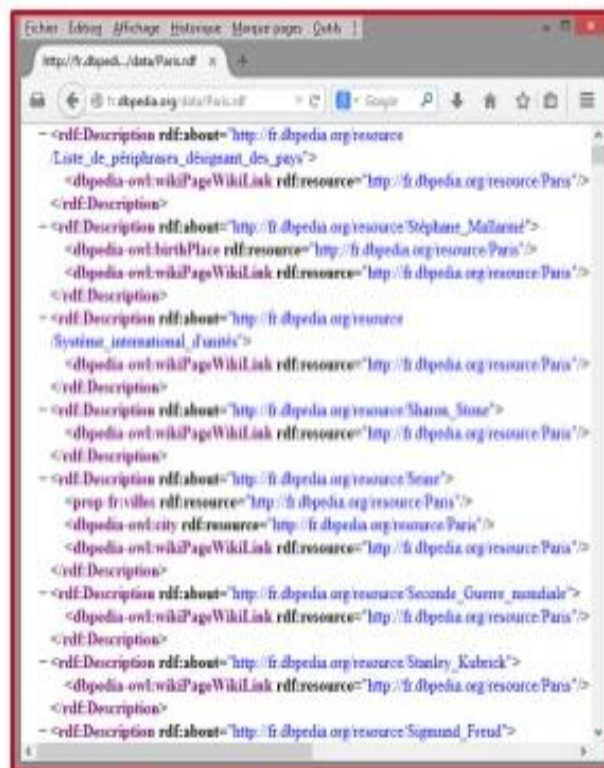 Fichier Édition Affichage Historique Marque-pages Outils ?
http://fr.dbpedi.../data/Paris.rdf × +
fr.dbpedia.org/data/Paris.rdf Google
− <rdf:Description rdf:about="http://fr.dbpedia.org/resource
/Liste_de_périphrases_désignant_des_pays">
<dbpedia-owl:wikiPageWikiLink rdf:resource="http://fr.dbpedia.org/resource/Paris"/>
</rdf:Description>
− <rdf:Description rdf:about="http://fr.dbpedia.org/resource/Stéphane_Mallarmé">
<dbpedia-owl:birthPlace rdf:resource="http://fr.dbpedia.org/resource/Paris"/>
<dbpedia-owl:wikiPageWikiLink rdf:resource="http://fr.dbpedia.org/resource/Paris"/>
</rdf:Description>
− <rdf:Description rdf:about="http://fr.dbpedia.org/resource
/Système_international_d'unités">
<dbpedia-owl:wikiPageWikiLink rdf:resource="http://fr.dbpedia.org/resource/Paris"/>
</rdf:Description>
− <rdf:Description rdf:about="http://fr.dbpedia.org/resource/Sharon_Stone">
<dbpedia-owl:wikiPageWikiLink rdf:resource="http://fr.dbpedia.org/resource/Paris"/>
</rdf:Description>
− <rdf:Description rdf:about="http://fr.dbpedia.org/resource/Seine">
<prop-fr:villes rdf:resource="http://fr.dbpedia.org/resource/Paris"/>
<dbpedia-owl:city rdf:resource="http://fr.dbpedia.org/resource/Paris"/>
<dbpedia-owl:wikiPageWikiLink rdf:resource="http://fr.dbpedia.org/resource/Paris"/>
</rdf:Description>
− <rdf:Description rdf:about="http://fr.dbpedia.org/resource/Seconde_Guerre_mondiale">
<dbpedia-owl:wikiPageWikiLink rdf:resource="http://fr.dbpedia.org/resource/Paris"/>
</rdf:Description>
− <rdf:Description rdf:about="http://fr.dbpedia.org/resource/Stanley_Kubrick">
<dbpedia-owl:wikiPageWikiLink rdf:resource="http://fr.dbpedia.org/resource/Paris"/>
</rdf:Description>
− <rdf:Description rdf:about="http://fr.dbpedia.org/resource/Sigmund_Freud">